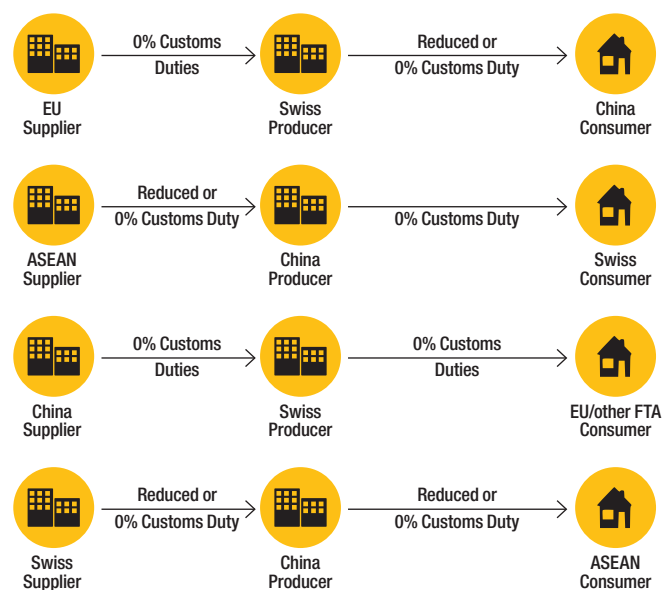 0% Customs
Duties
Reduced or
0% Customs Duty
EU
Supplier
Swiss
Producer
China
Consumer
Reduced or
0% Customs Duty
0% Customs Duty
ASEAN
Supplier
China
Producer
Swiss
Consumer
0% Customs
Duties
0% Customs
Duties
China
Supplier
Swiss
Producer
EU/other FTA
Consumer
Reduced or
0% Customs Duty
Reduced or
0% Customs Duty
Swiss
Supplier
China
Producer
ASEAN
Consumer